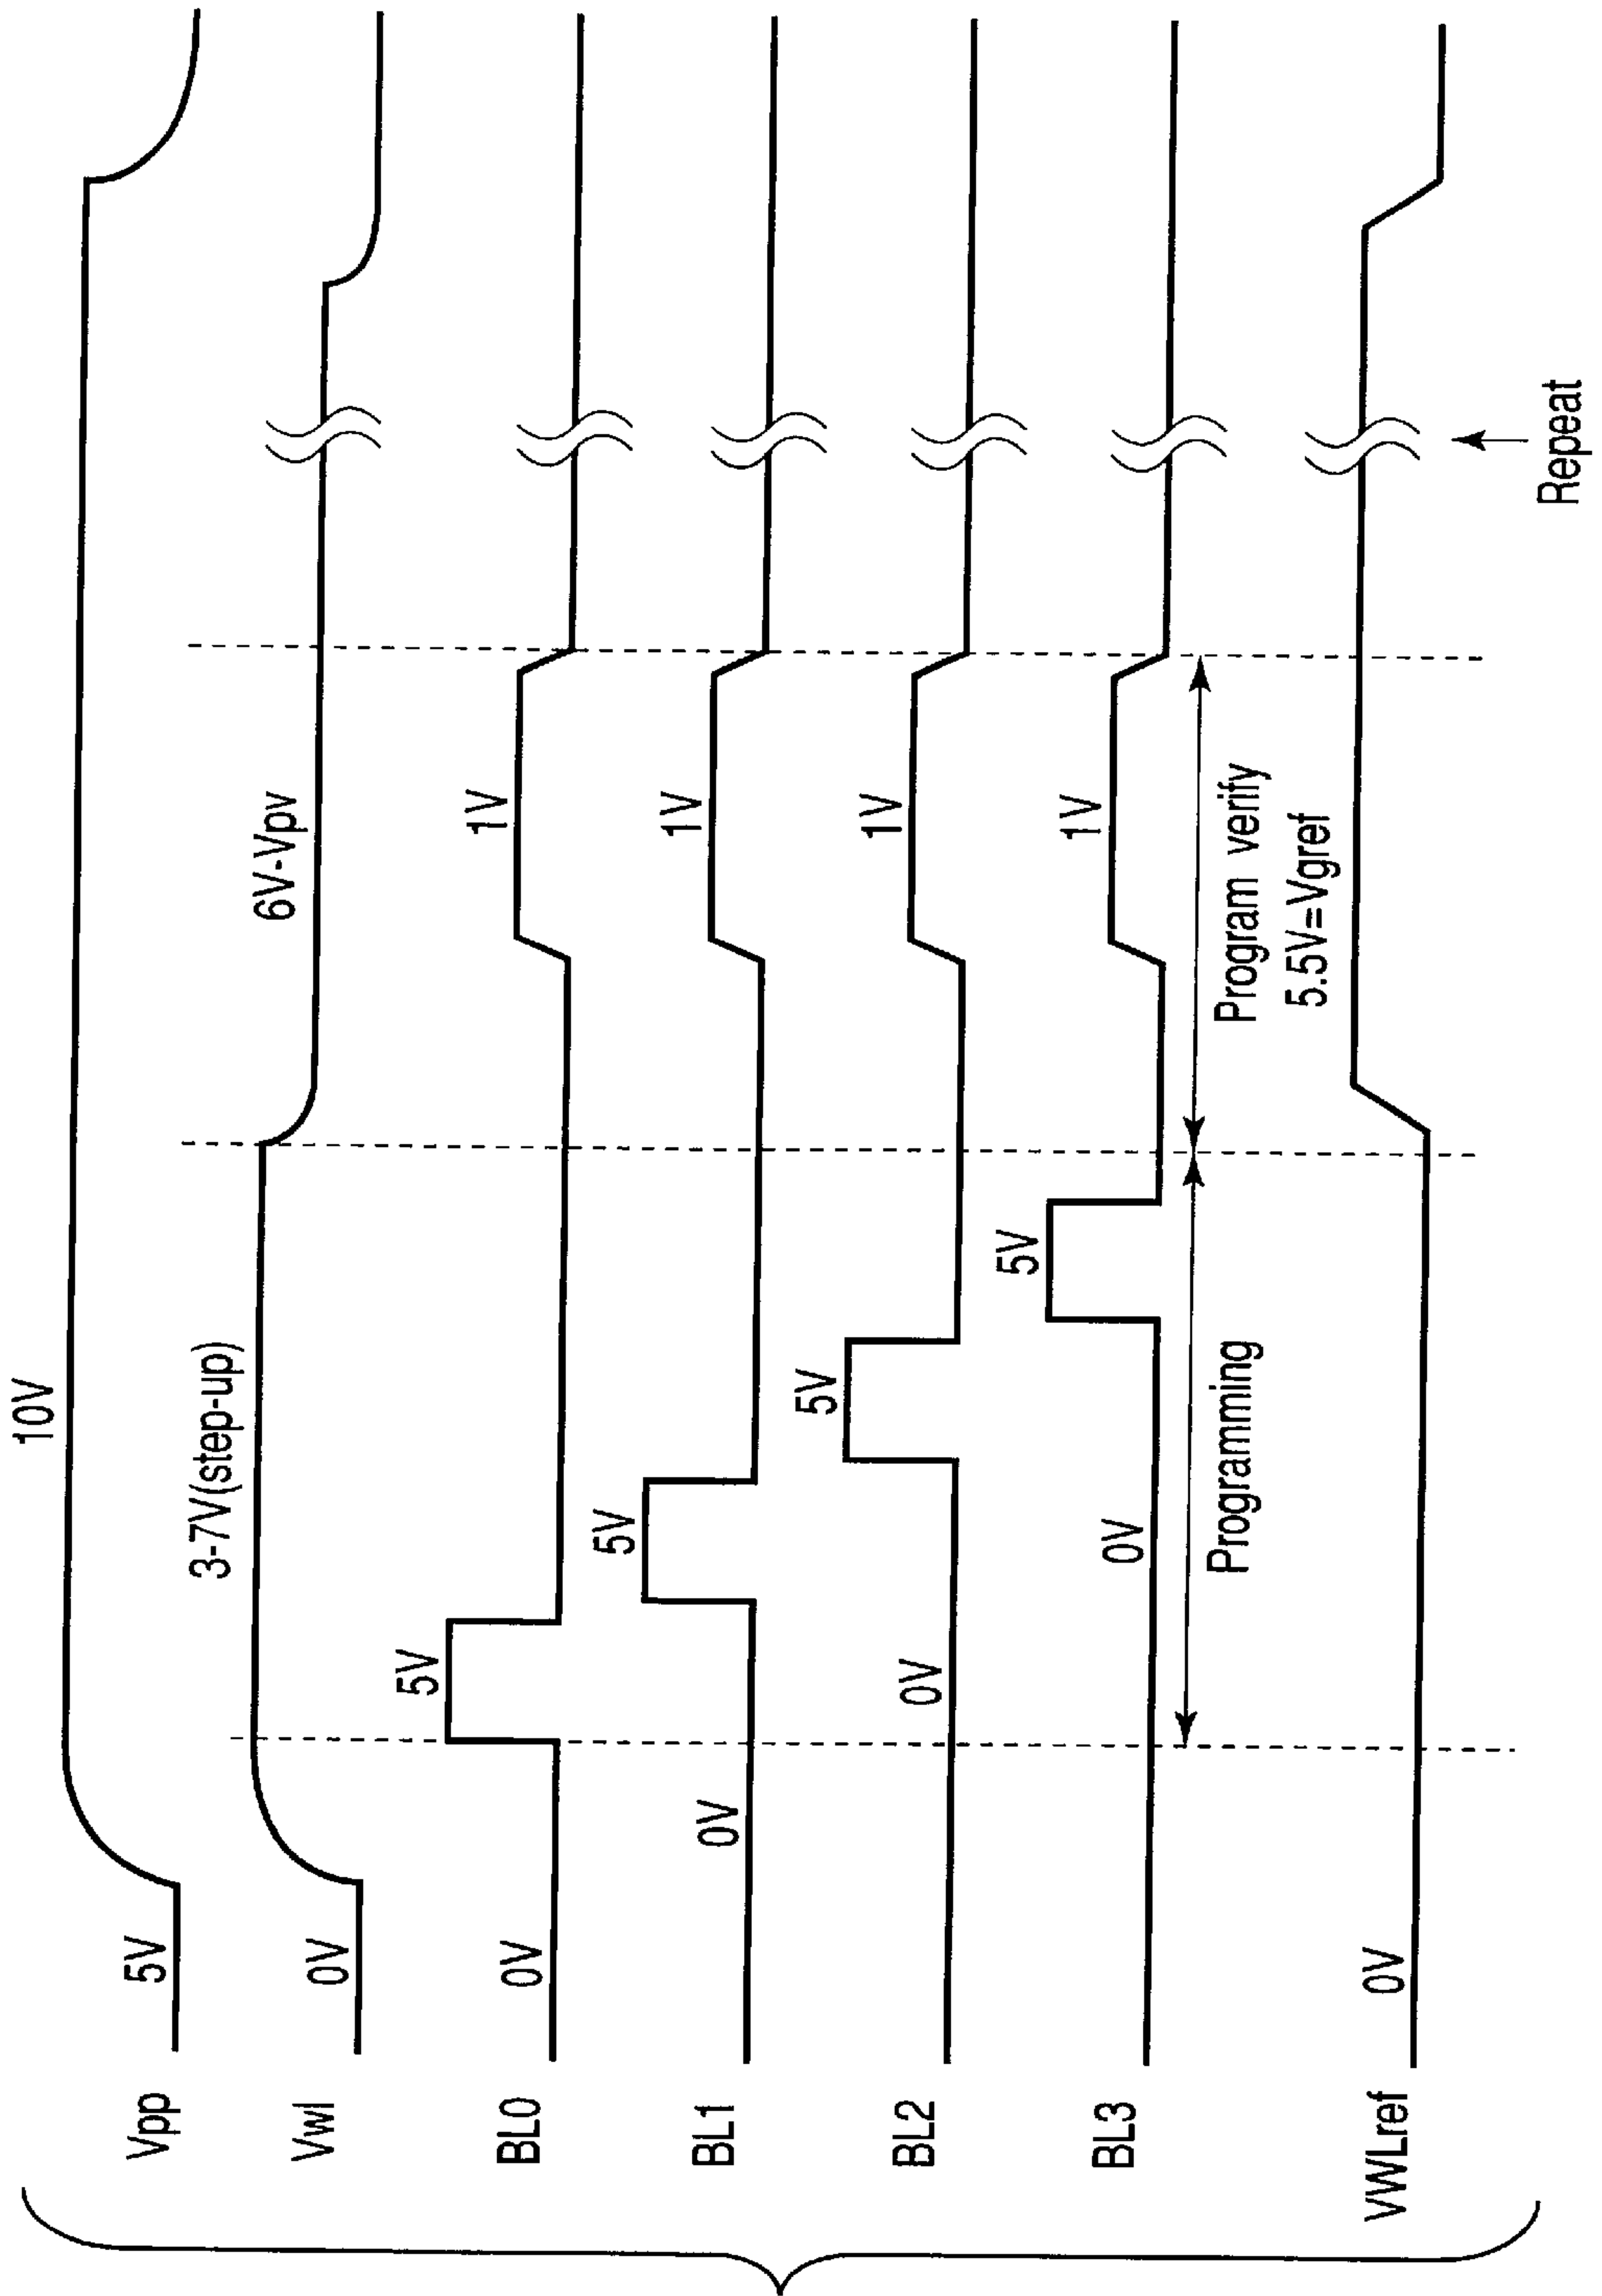 Vpp
5V
10V
Vwl
0V
3-7V(step-up)
6V-Vpv
BL0
0V
5V
1V
BL1
0V
5V
1V
BL2
0V
5V
1V
BL3
0V
5V
1V
Programming
Program verify
5.5V=Vgref
VWLref
0V
Repeat